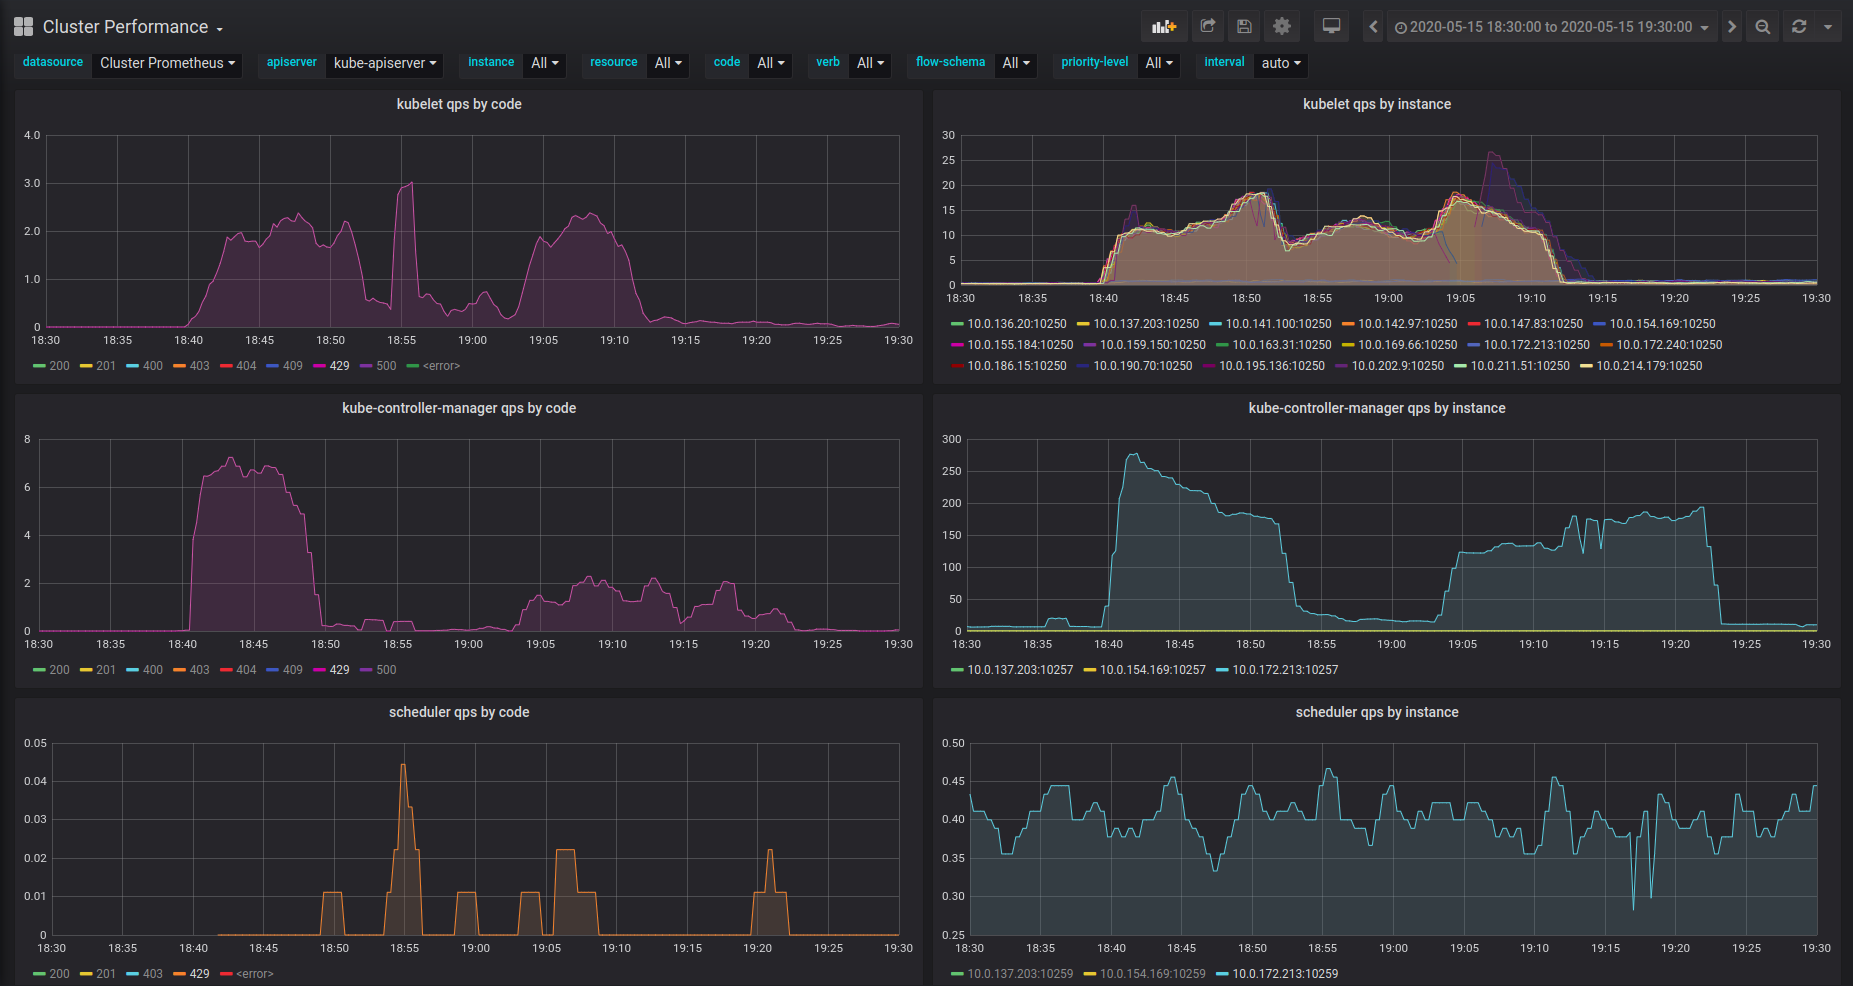 Cluster Performance
2020-05-15 18:30:00 to 2020-05-15 19:30:00
datasource Cluster Prometheus apiserver kube-apiserver instance All resource All code All verb All flow-schema All priority-level All interval auto
kubelet qps by code
4.0
3.0
2.0
1.0
0
18:30 18:35 18:40 18:45 18:50 18:55 19:00 19:05 19:10 19:15 19:20 19:25 19:30
200 201 400 403 404 409 429 500 <error>
kubelet qps by instance
30
25
20
15
10
5
0
18:30 18:35 18:40 18:45 18:50 18:55 19:00 19:05 19:10 19:15 19:20 19:25 19:30
10.0.136.20:10250 10.0.137.203:10250 10.0.141.100:10250 10.0.142.97:10250 10.0.147.83:10250 10.0.154.169:10250
10.0.155.184:10250 10.0.159.150:10250 10.0.163.31:10250 10.0.169.66:10250 10.0.172.213:10250 10.0.172.240:10250
10.0.186.15:10250 10.0.190.70:10250 10.0.195.136:10250 10.0.202.9:10250 10.0.211.51:10250 10.0.214.179:10250
kube-controller-manager qps by code
8
6
4
2
0
18:30 18:35 18:40 18:45 18:50 18:55 19:00 19:05 19:10 19:15 19:20 19:25 19:30
200 201 400 403 404 409 429 500
kube-controller-manager qps by instance
300
250
200
150
100
50
0
18:30 18:35 18:40 18:45 18:50 18:55 19:00 19:05 19:10 19:15 19:20 19:25 19:30
10.0.137.203:10257 10.0.154.169:10257 10.0.172.213:10257
scheduler qps by code
0.05
0.04
0.03
0.02
0.01
0
18:30 18:35 18:40 18:45 18:50 18:55 19:00 19:05 19:10 19:15 19:20 19:25 19:30
200 201 403 429 <error>
scheduler qps by instance
0.50
0.45
0.40
0.35
0.30
0.25
18:30 18:35 18:40 18:45 18:50 18:55 19:00 19:05 19:10 19:15 19:20 19:25 19:30
10.0.137.203:10259 10.0.154.169:10259 10.0.172.213:10259